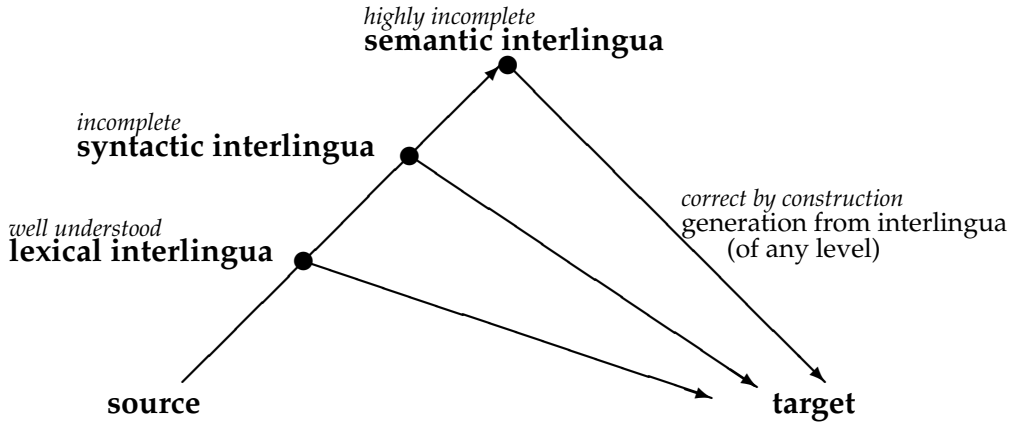 highly incomplete
semantic interlingua
incomplete
syntactic interlingua
correct by construction
generation from interlingua
(of any level)
well understood
lexical interlingua
source
target